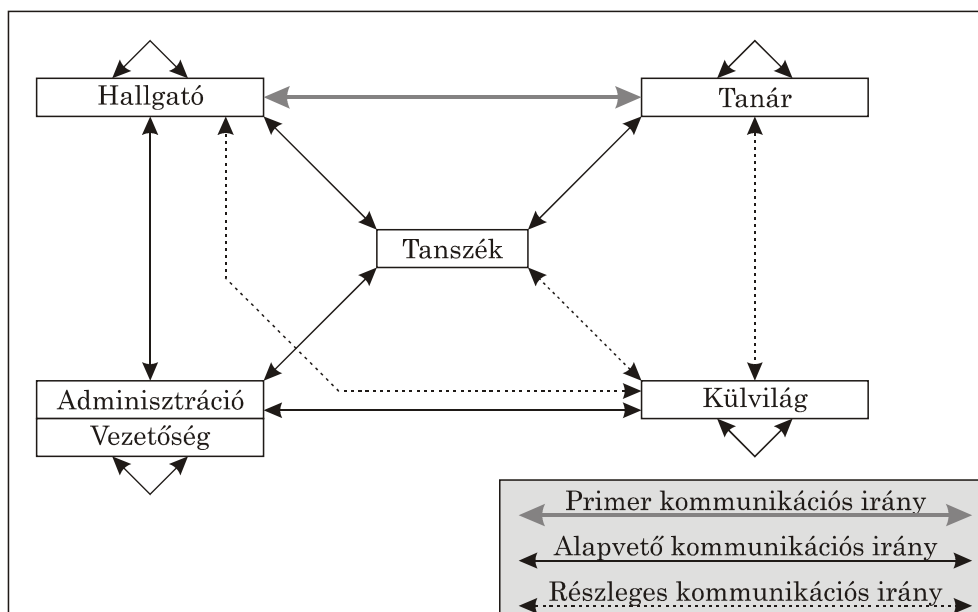 Hallgató
Tanár
Tanszék
Adminisztráció
Vezetőség
Külvilág
Primer kommunikációs irány
Alapvető kommunikációs irány
Részleges kommunikációs irány